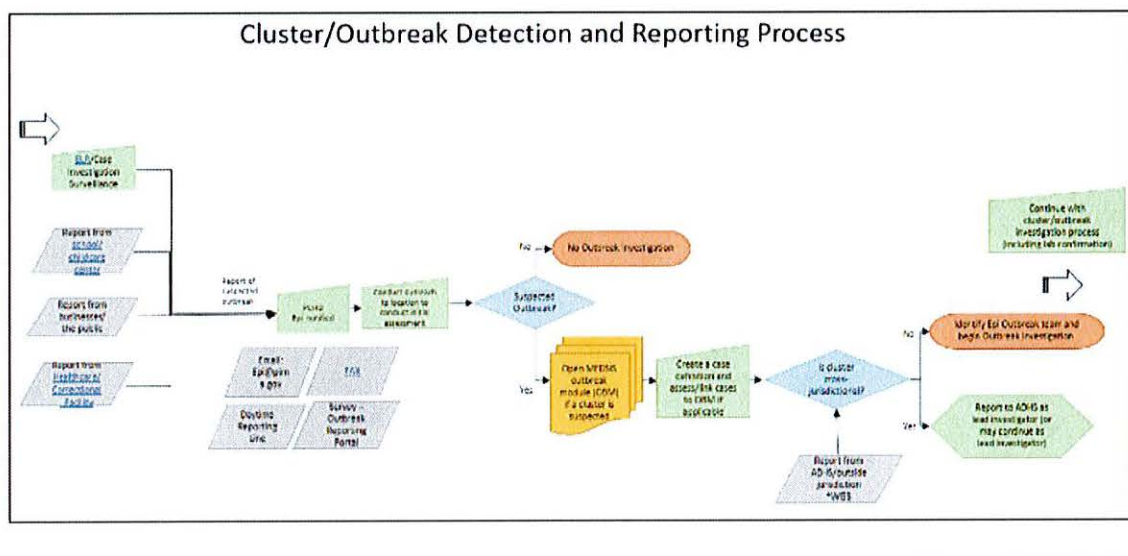 Cluster/Outbreak Detection and Reporting Process
ELR/Case
Investigation
Surveillance
Report from
school/
childcare
center
Report from
businesses/
the public
Report from
Healthcare/
Correctional
Facility
Report of
suspected
outbreak
Epi notified
Conduct outreach
to location to
conduct
assessment
Email:
Daytime
Reporting
Line
Survey -
Outbreak
Reporting
Portal
Suspected
Outbreak?
No
No Outbreak Investigation
Yes
Open MEDSIS
outbreak
module (OBM)
if a cluster is
suspected
Create a case
definition and
assess/link cases
to OBM if
applicable
Is cluster
cross-
jurisdictional?
Report from
ADHS/outside
jurisdiction
No
Identify Epi Outbreak team and
begin Outbreak Investigation
Yes
Report to ADHS as
lead investigator (or
may continue as
lead investigator)
Continue with
cluster/outbreak
investigation process
(including lab confirmation)